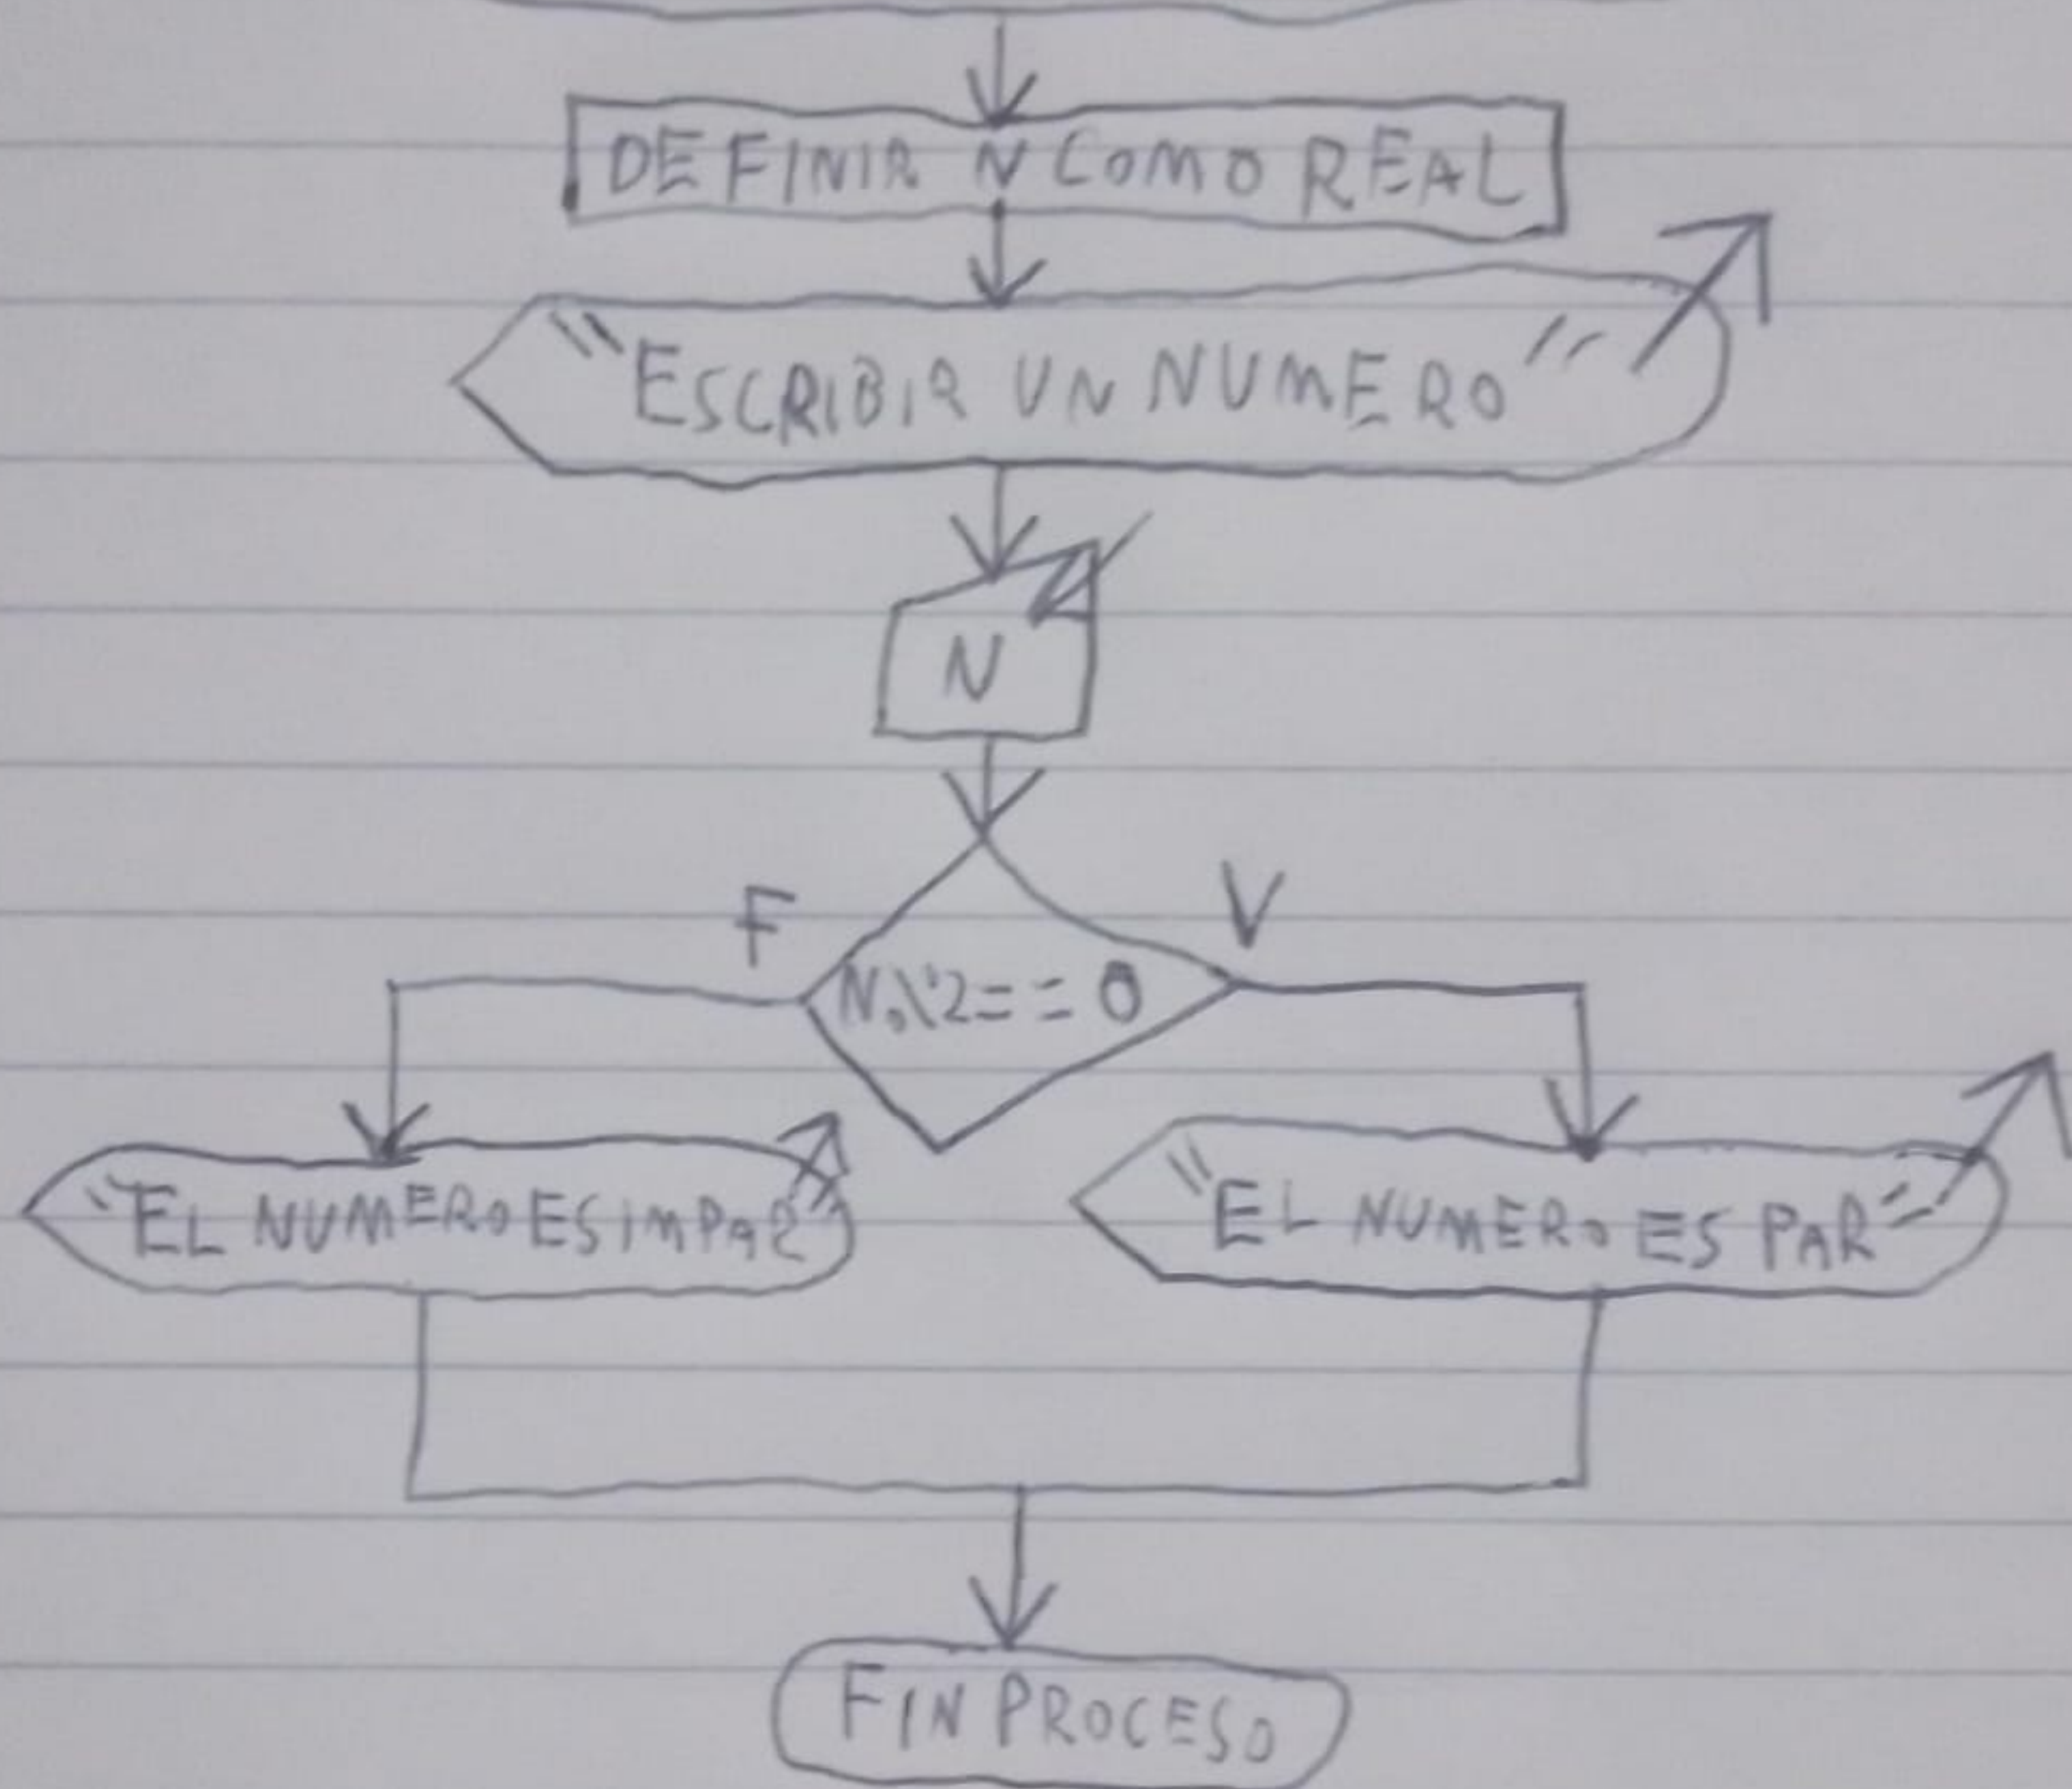 DEFINIR N COMO REAL
"ESCRIBIR UN NUMERO"
N
F
V
N%2==0
"EL NUMERO ES IMPAR"
"EL NUMERO ES PAR"
FIN PROCESO